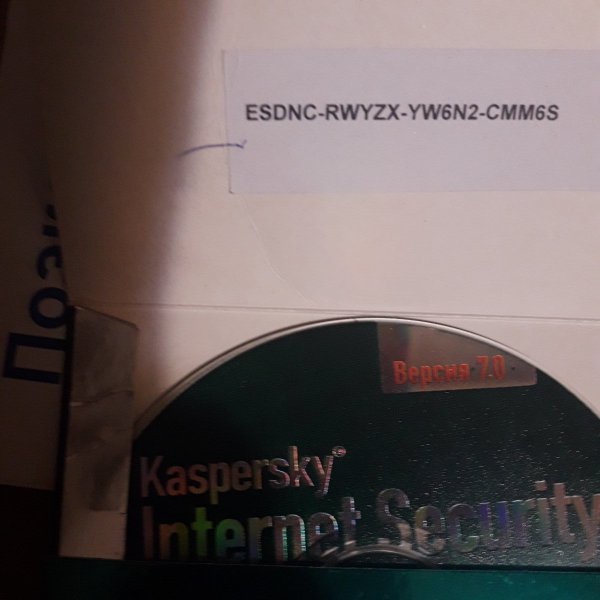 ESDNC-RWYZX-YW6N2-CMM6S
Версия 7.0
Kaspersky®
Internet Security